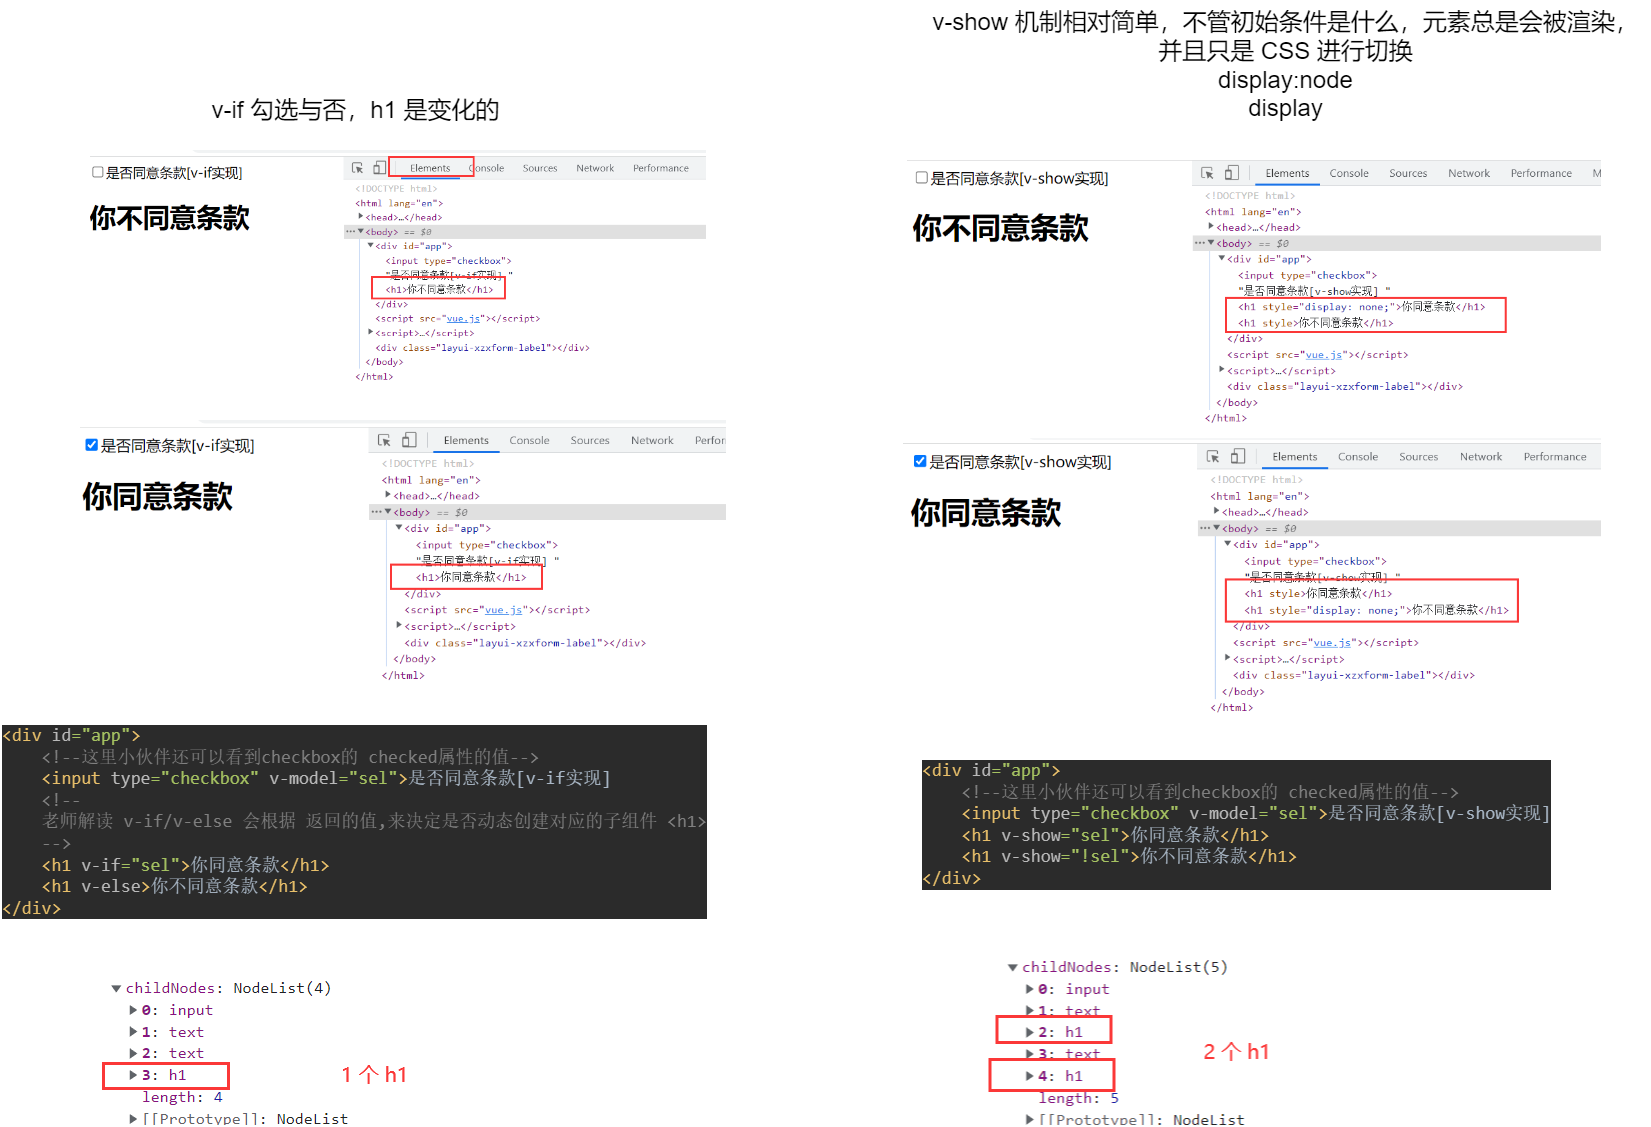 v-if 勾选与否，h1 是变化的
是否同意条款[v-if实现]
你不同意条款
Elements Console Sources Network Performance
<!DOCTYPE html>
<html lang="en">
<head>…</head>
<body> == $0
<div id="app">
<input type="checkbox">
"是否同意条款[v-if实现] "
<h1>你不同意条款</h1>
</div>
<script src="vue.js"></script>
<script>…</script>
<div class="layui-xzxform-label"></div>
</body>
</html>
是否同意条款[v-if实现]
你同意条款
Elements Console Sources Network Perforr
<!DOCTYPE html>
<html lang="en">
<head>…</head>
<body> == $0
<div id="app">
<input type="checkbox">
"是否同意条款[v-if实现] "
<h1>你同意条款</h1>
</div>
<script src="vue.js"></script>
<script>…</script>
<div class="layui-xzxform-label"></div>
</body>
</html>
<div id="app">
<!--这里小伙伴还可以看到checkbox的 checked属性的值-->
<input type="checkbox" v-model="sel">是否同意条款[v-if实现]
<!--
老师解读 v-if/v-else 会根据 返回的值,来决定是否动态创建对应的子组件 <h1>
-->
<h1 v-if="sel">你同意条款</h1>
<h1 v-else>你不同意条款</h1>
</div>
childNodes: NodeList(4)
0: input
1: text
2: text
3: h1
length: 4
[[Prototype]]: NodeList
1 个 h1
v-show 机制相对简单，不管初始条件是什么，元素总是会被渲染，
并且只是 CSS 进行切换
display:node
display
是否同意条款[v-show实现]
你不同意条款
Elements Console Sources Network Performance M
<!DOCTYPE html>
<html lang="en">
<head>…</head>
<body> == $0
<div id="app">
<input type="checkbox">
"是否同意条款[v-show实现] "
<h1 style="display: none;">你同意条款</h1>
<h1 style>你不同意条款</h1>
</div>
<script src="vue.js"></script>
<script>…</script>
<div class="layui-xzxform-label"></div>
</body>
</html>
是否同意条款[v-show实现]
你同意条款
Elements Console Sources Network Performance
<!DOCTYPE html>
<html lang="en">
<head>…</head>
<body> == $0
<div id="app">
<input type="checkbox">
"是否同意条款[v-show实现] "
<h1 style>你同意条款</h1>
<h1 style="display: none;">你不同意条款</h1>
</div>
<script src="vue.js"></script>
<script>…</script>
<div class="layui-xzxform-label"></div>
</body>
</html>
<div id="app">
<!--这里小伙伴还可以看到checkbox的 checked属性的值-->
<input type="checkbox" v-model="sel">是否同意条款[v-show实现]
<h1 v-show="sel">你同意条款</h1>
<h1 v-show="!sel">你不同意条款</h1>
</div>
childNodes: NodeList(5)
0: input
1: text
2: h1
3: text
4: h1
length: 5
[[Prototype]]: NodeList
2 个 h1